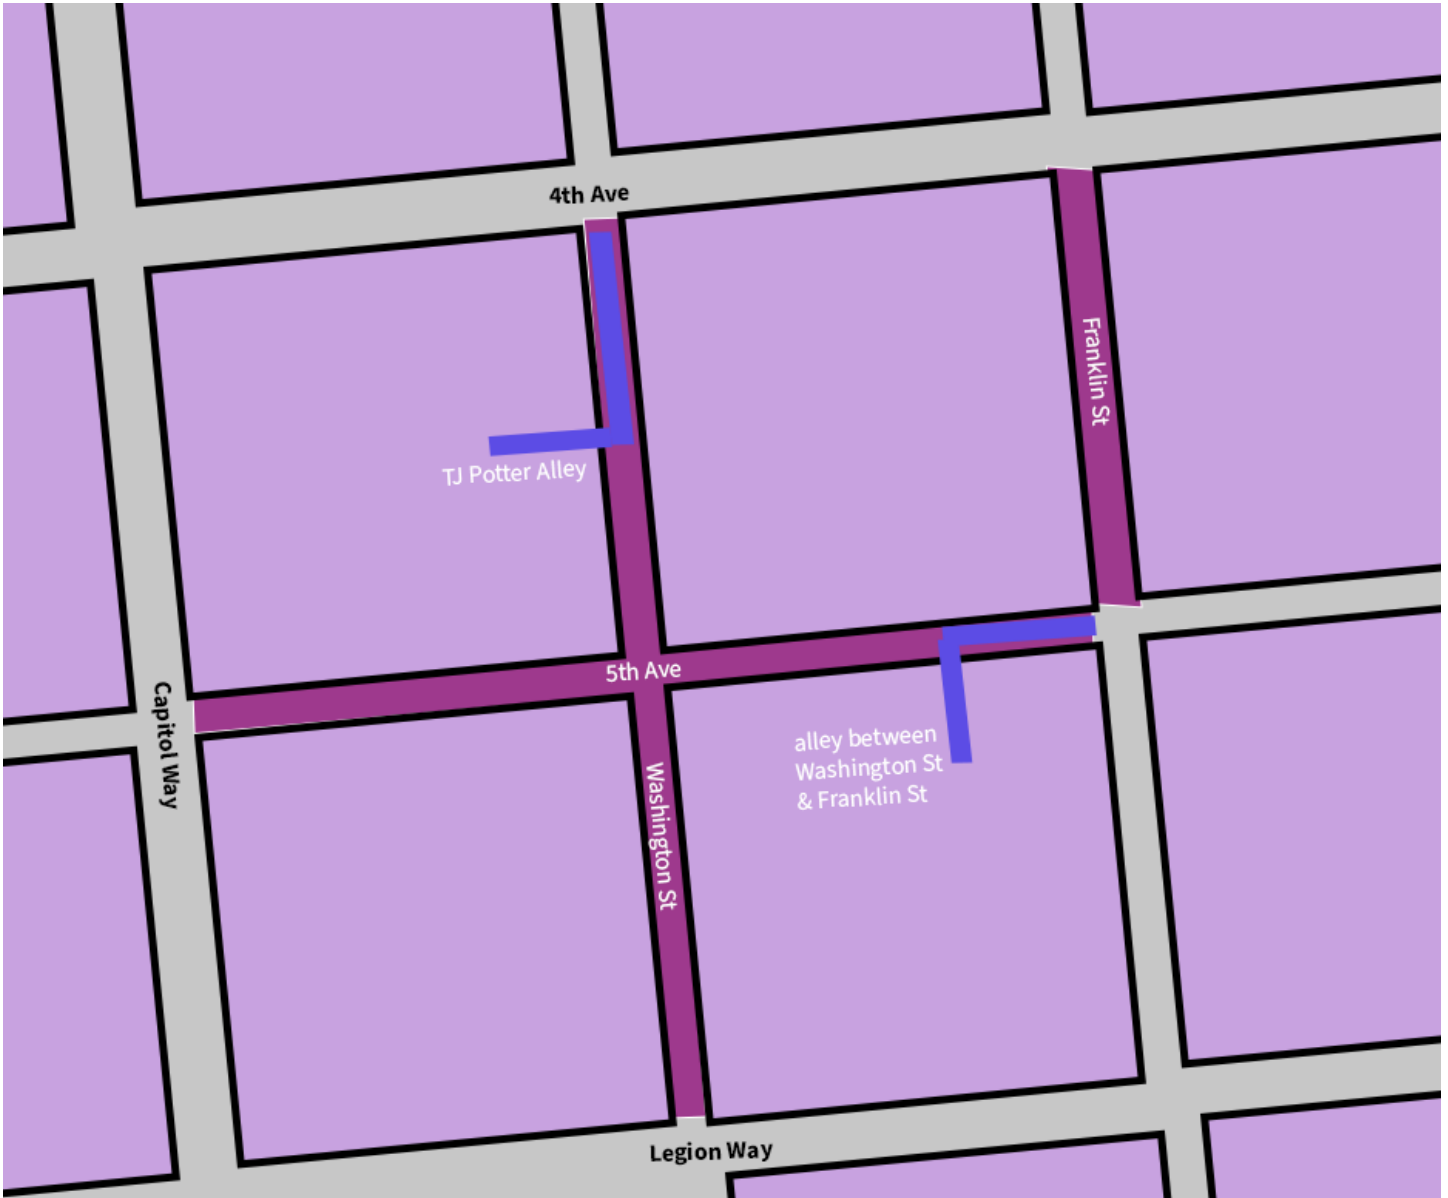 4th Ave
Franklin St
TJ Potter Alley
5th Ave
Capitol Way
alley between
Washington St
& Franklin St
Washington St
Legion Way